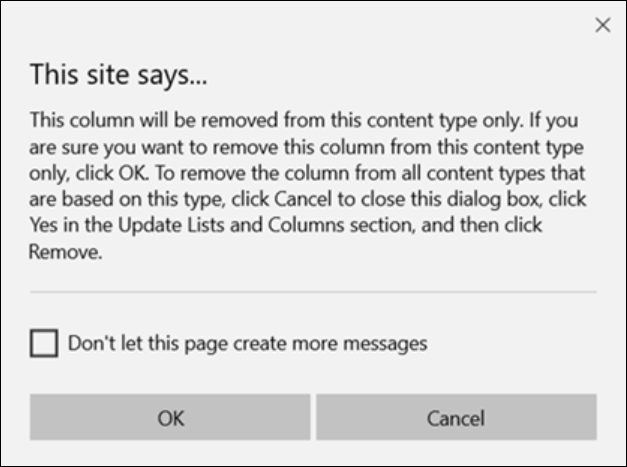 This site says...
This column will be removed from this content type only. If you
are sure you want to remove this column from this content type
only, click OK. To remove the column from all content types that
are based on this type, click Cancel to close this dialog box, click
Yes in the Update Lists and Columns section, and then click
Remove.
Don't let this page create more messages
OK
Cancel